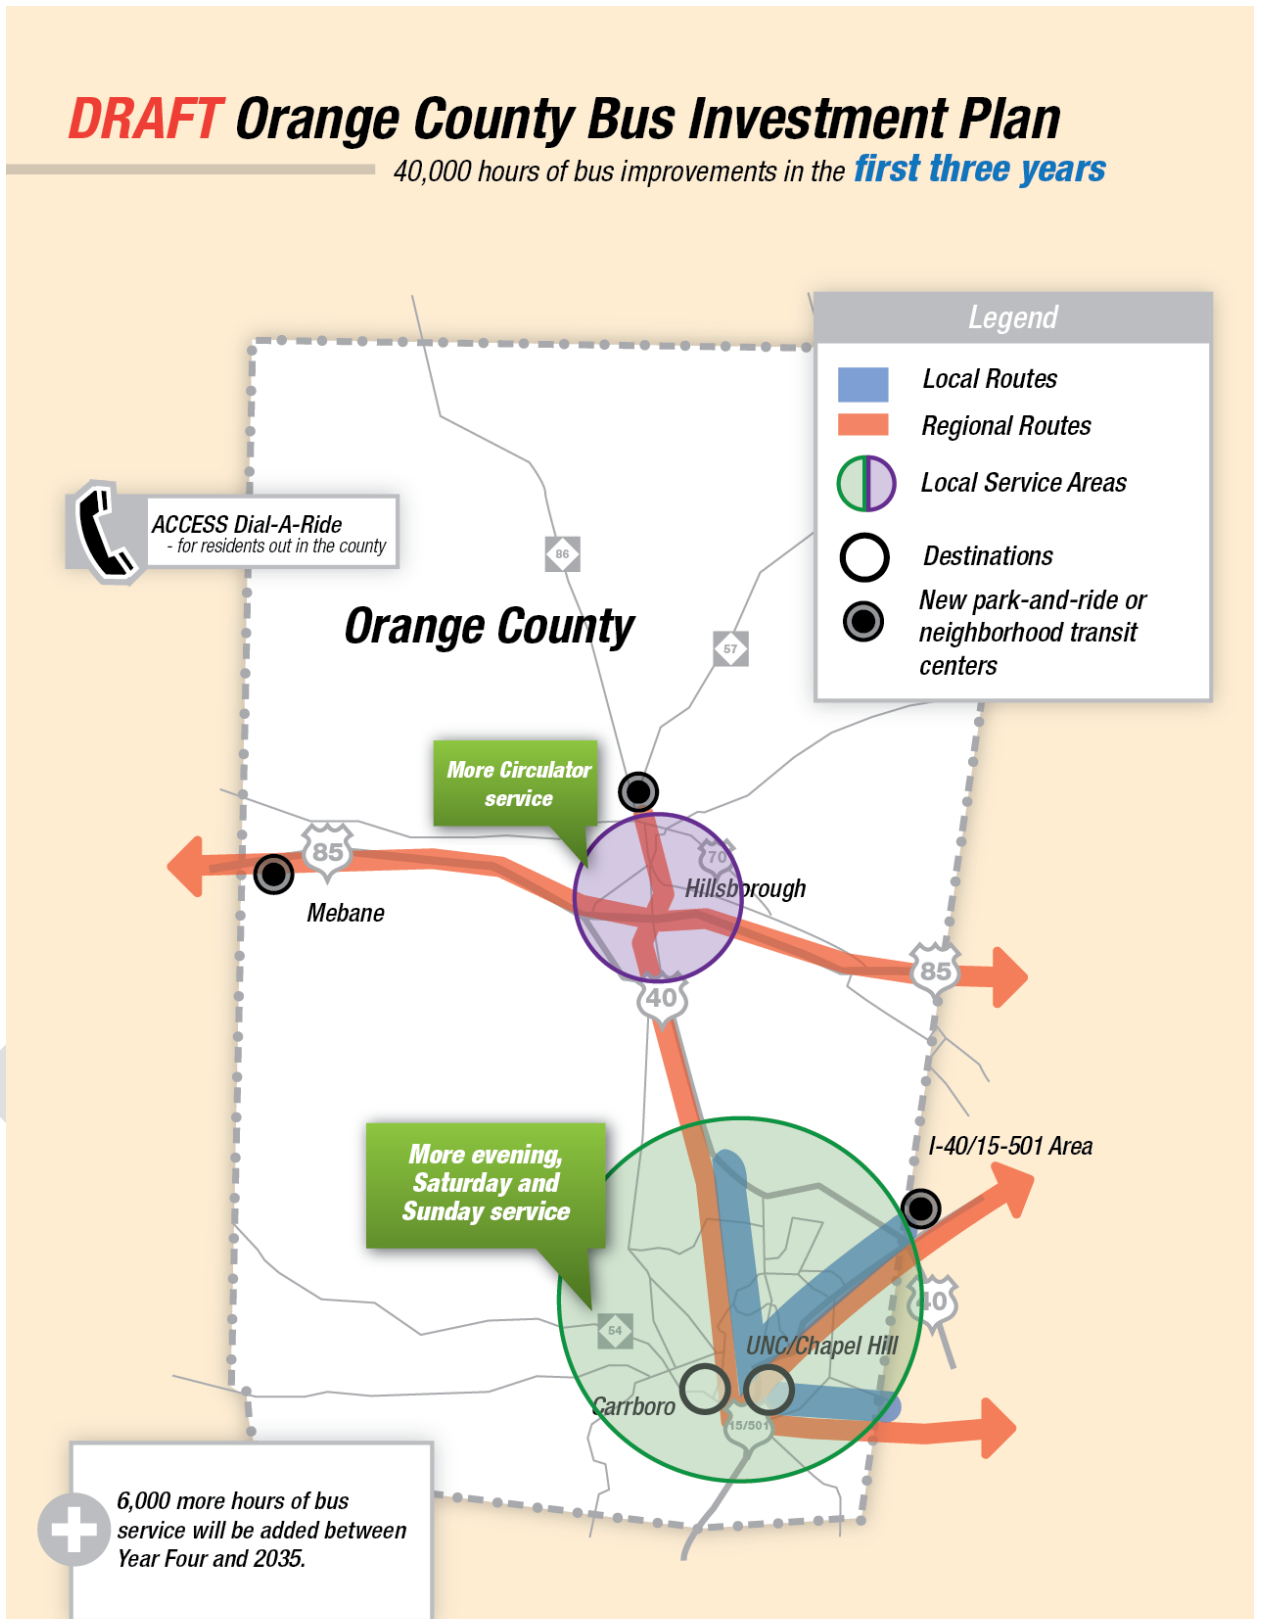 DRAFT Orange County Bus Investment Plan
40,000 hours of bus improvements in the first three years
Legend
Local Routes
Regional Routes
Local Service Areas
Destinations
New park-and-ride or
neighborhood transit
centers
ACCESS Dial-A-Ride
- for residents out in the county
86
Orange County
57
More Circulator
service
85
70
Hillsborough
Mebane
85
40
More evening,
Saturday and
Sunday service
I-40/15-501 Area
40
54
UNC/Chapel Hill
Carrboro
15/501
6,000 more hours of bus
service will be added between
Year Four and 2035.